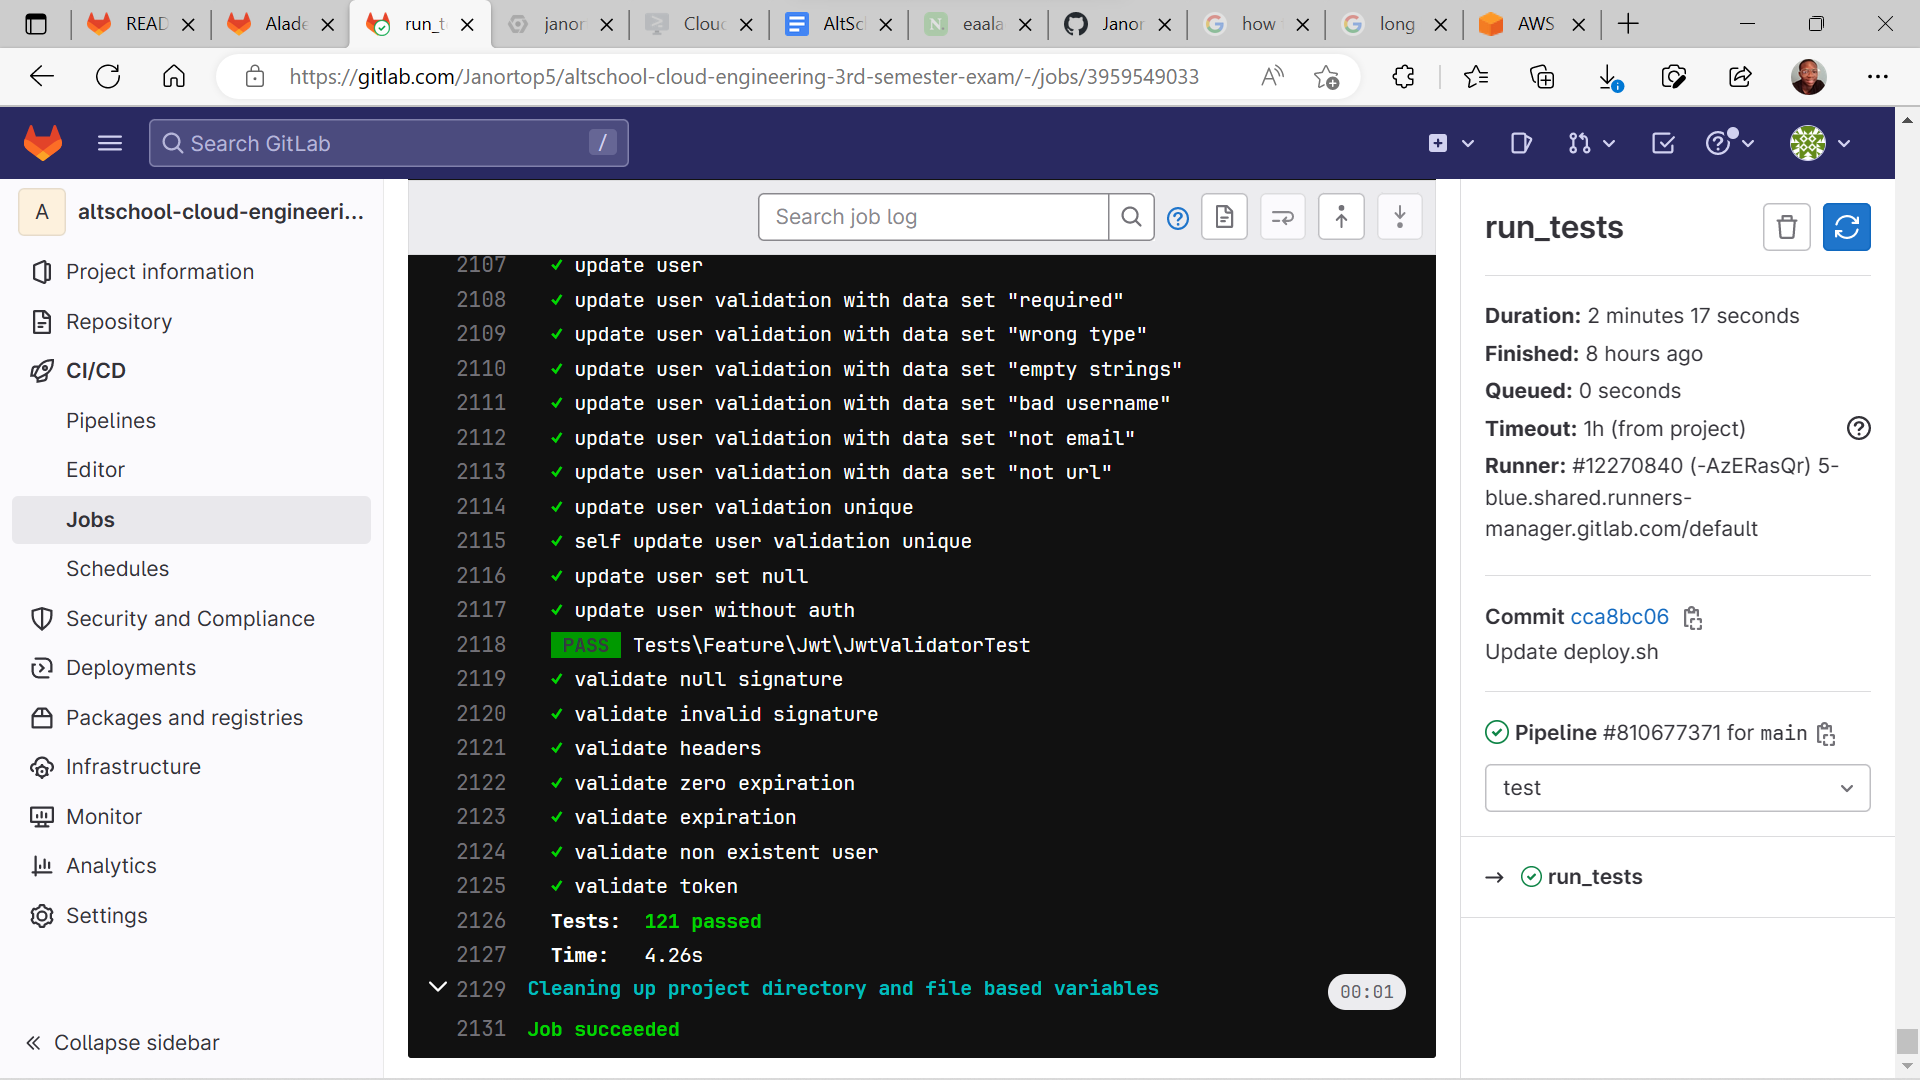 READ
Alade
run_te
janor
Cloud
AltSch
eaala
Janor
how
long
AWS
https://gitlab.com/Janortop5/altschool-cloud-engineering-3rd-semester-exam/-/jobs/3959549033
Search GitLab /
A altschool-cloud-engineeri...
Project information
Repository
CI/CD
Pipelines
Editor
Jobs
Schedules
Security and Compliance
Deployments
Packages and registries
Infrastructure
Monitor
Analytics
Settings
Collapse sidebar
Search job log
2107 ✓ update user
2108 ✓ update user validation with data set "required"
2109 ✓ update user validation with data set "wrong type"
2110 ✓ update user validation with data set "empty strings"
2111 ✓ update user validation with data set "bad username"
2112 ✓ update user validation with data set "not email"
2113 ✓ update user validation with data set "not url"
2114 ✓ update user validation unique
2115 ✓ self update user validation unique
2116 ✓ update user set null
2117 ✓ update user without auth
2118 PASS Tests\Feature\Jwt\JwtValidatorTest
2119 ✓ validate null signature
2120 ✓ validate invalid signature
2121 ✓ validate headers
2122 ✓ validate zero expiration
2123 ✓ validate expiration
2124 ✓ validate non existent user
2125 ✓ validate token
2126 Tests: 121 passed
2127 Time: 4.26s
2129 Cleaning up project directory and file based variables 00:01
2131 Job succeeded
run_tests
Duration: 2 minutes 17 seconds
Finished: 8 hours ago
Queued: 0 seconds
Timeout: 1h (from project)
Runner: #12270840 (-AzERasQr) 5-
blue.shared.runners-
manager.gitlab.com/default
Commit cca8bc06
Update deploy.sh
Pipeline #810677371 for main
test
→ run_tests